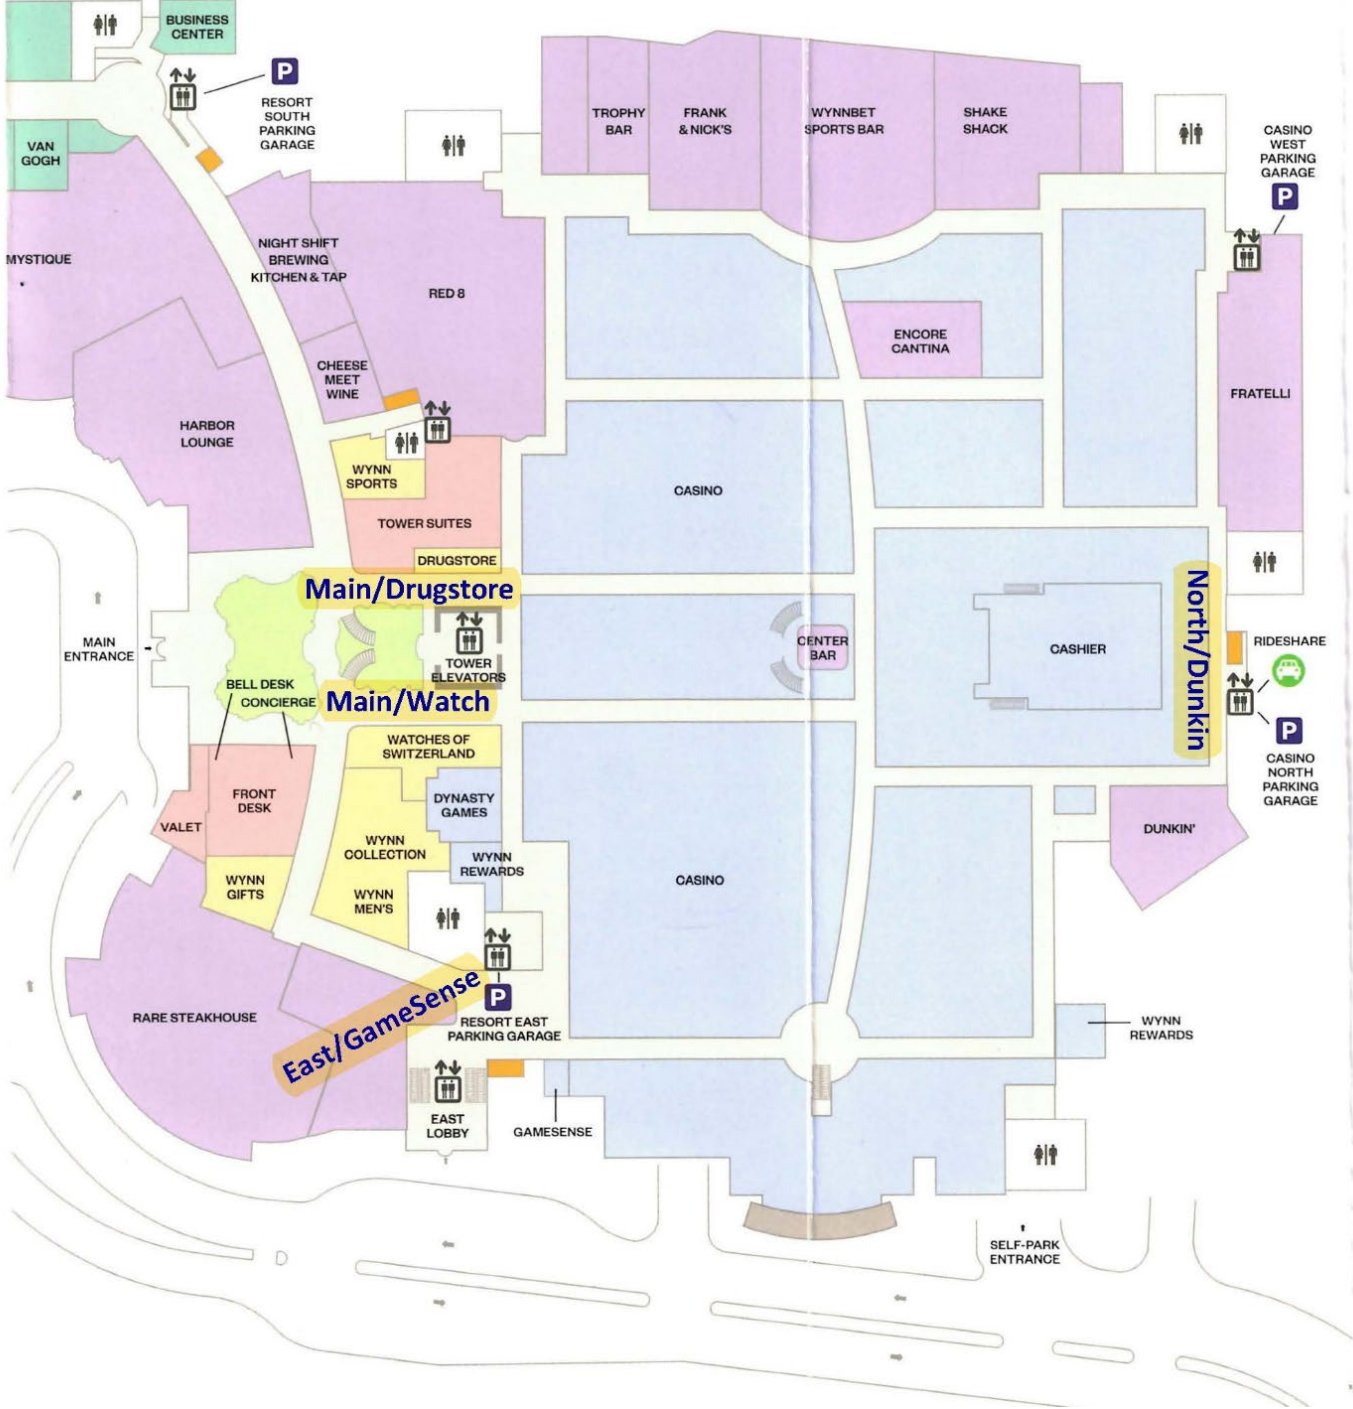 BUSINESS
CENTER
P
RESORT
SOUTH
PARKING
GARAGE
VAN
GOGH
TROPHY
BAR
FRANK
& NICK'S
WYNNBET
SPORTS BAR
SHAKE
SHACK
CASINO
WEST
PARKING
GARAGE
P
MYSTIQUE
NIGHT SHIFT
BREWING
KITCHEN & TAP
RED 8
ENCORE
CANTINA
CHEESE
MEET
WINE
FRATELLI
HARBOR
LOUNGE
WYNN
SPORTS
CASINO
TOWER SUITES
DRUGSTORE
Main/Drugstore
MAIN
ENTRANCE
TOWER
ELEVATORS
CENTER
BAR
CASHIER
North/Dunkin
RIDESHARE
BELL DESK
CONCIERGE
Main/Watch
P
CASINO
NORTH
PARKING
GARAGE
WATCHES OF
SWITZERLAND
FRONT
DESK
VALET
DYNASTY
GAMES
WYNN
COLLECTION
WYNN
REWARDS
DUNKIN'
WYNN
GIFTS
WYNN
MEN'S
CASINO
East/GameSense
P
RESORT EAST
PARKING GARAGE
RARE STEAKHOUSE
WYNN
REWARDS
EAST
LOBBY
GAMESENSE
SELF-PARK
ENTRANCE